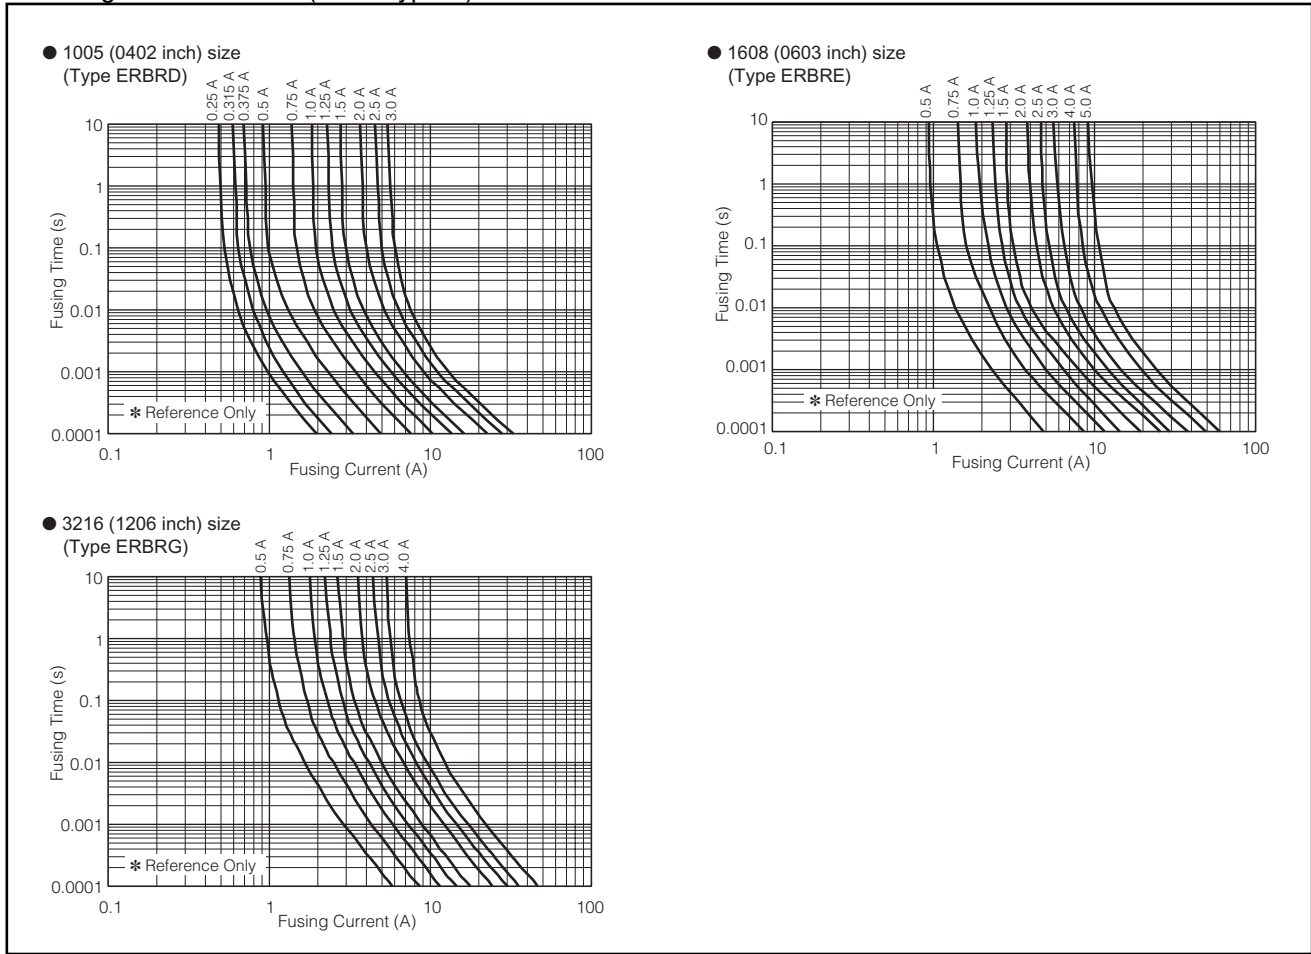 ● 1005 (0402 inch) size
(Type ERBRD)
0.25 A
0.315 A
0.375 A
0.5 A
0.75 A
1.0 A
1.25 A
1.5 A
2.0 A
2.5 A
3.0 A
10
1
0.1
0.01
0.001
0.0001
Fusing Time (s)
✽ Reference Only
0.1 1 10 100
Fusing Current (A)
● 1608 (0603 inch) size
(Type ERBRE)
0.5 A
0.75 A
1.0 A
1.25 A
1.5 A
2.0 A
2.5 A
3.0 A
4.0 A
5.0 A
10
1
0.1
0.01
0.001
0.0001
Fusing Time (s)
✽ Reference Only
0.1 1 10 100
Fusing Current (A)
● 3216 (1206 inch) size
(Type ERBRG)
0.5 A
0.75 A
1.0 A
1.25 A
1.5 A
2.0 A
2.5 A
3.0 A
4.0 A
10
1
0.1
0.01
0.001
0.0001
Fusing Time (s)
✽ Reference Only
0.1 1 10 100
Fusing Current (A)